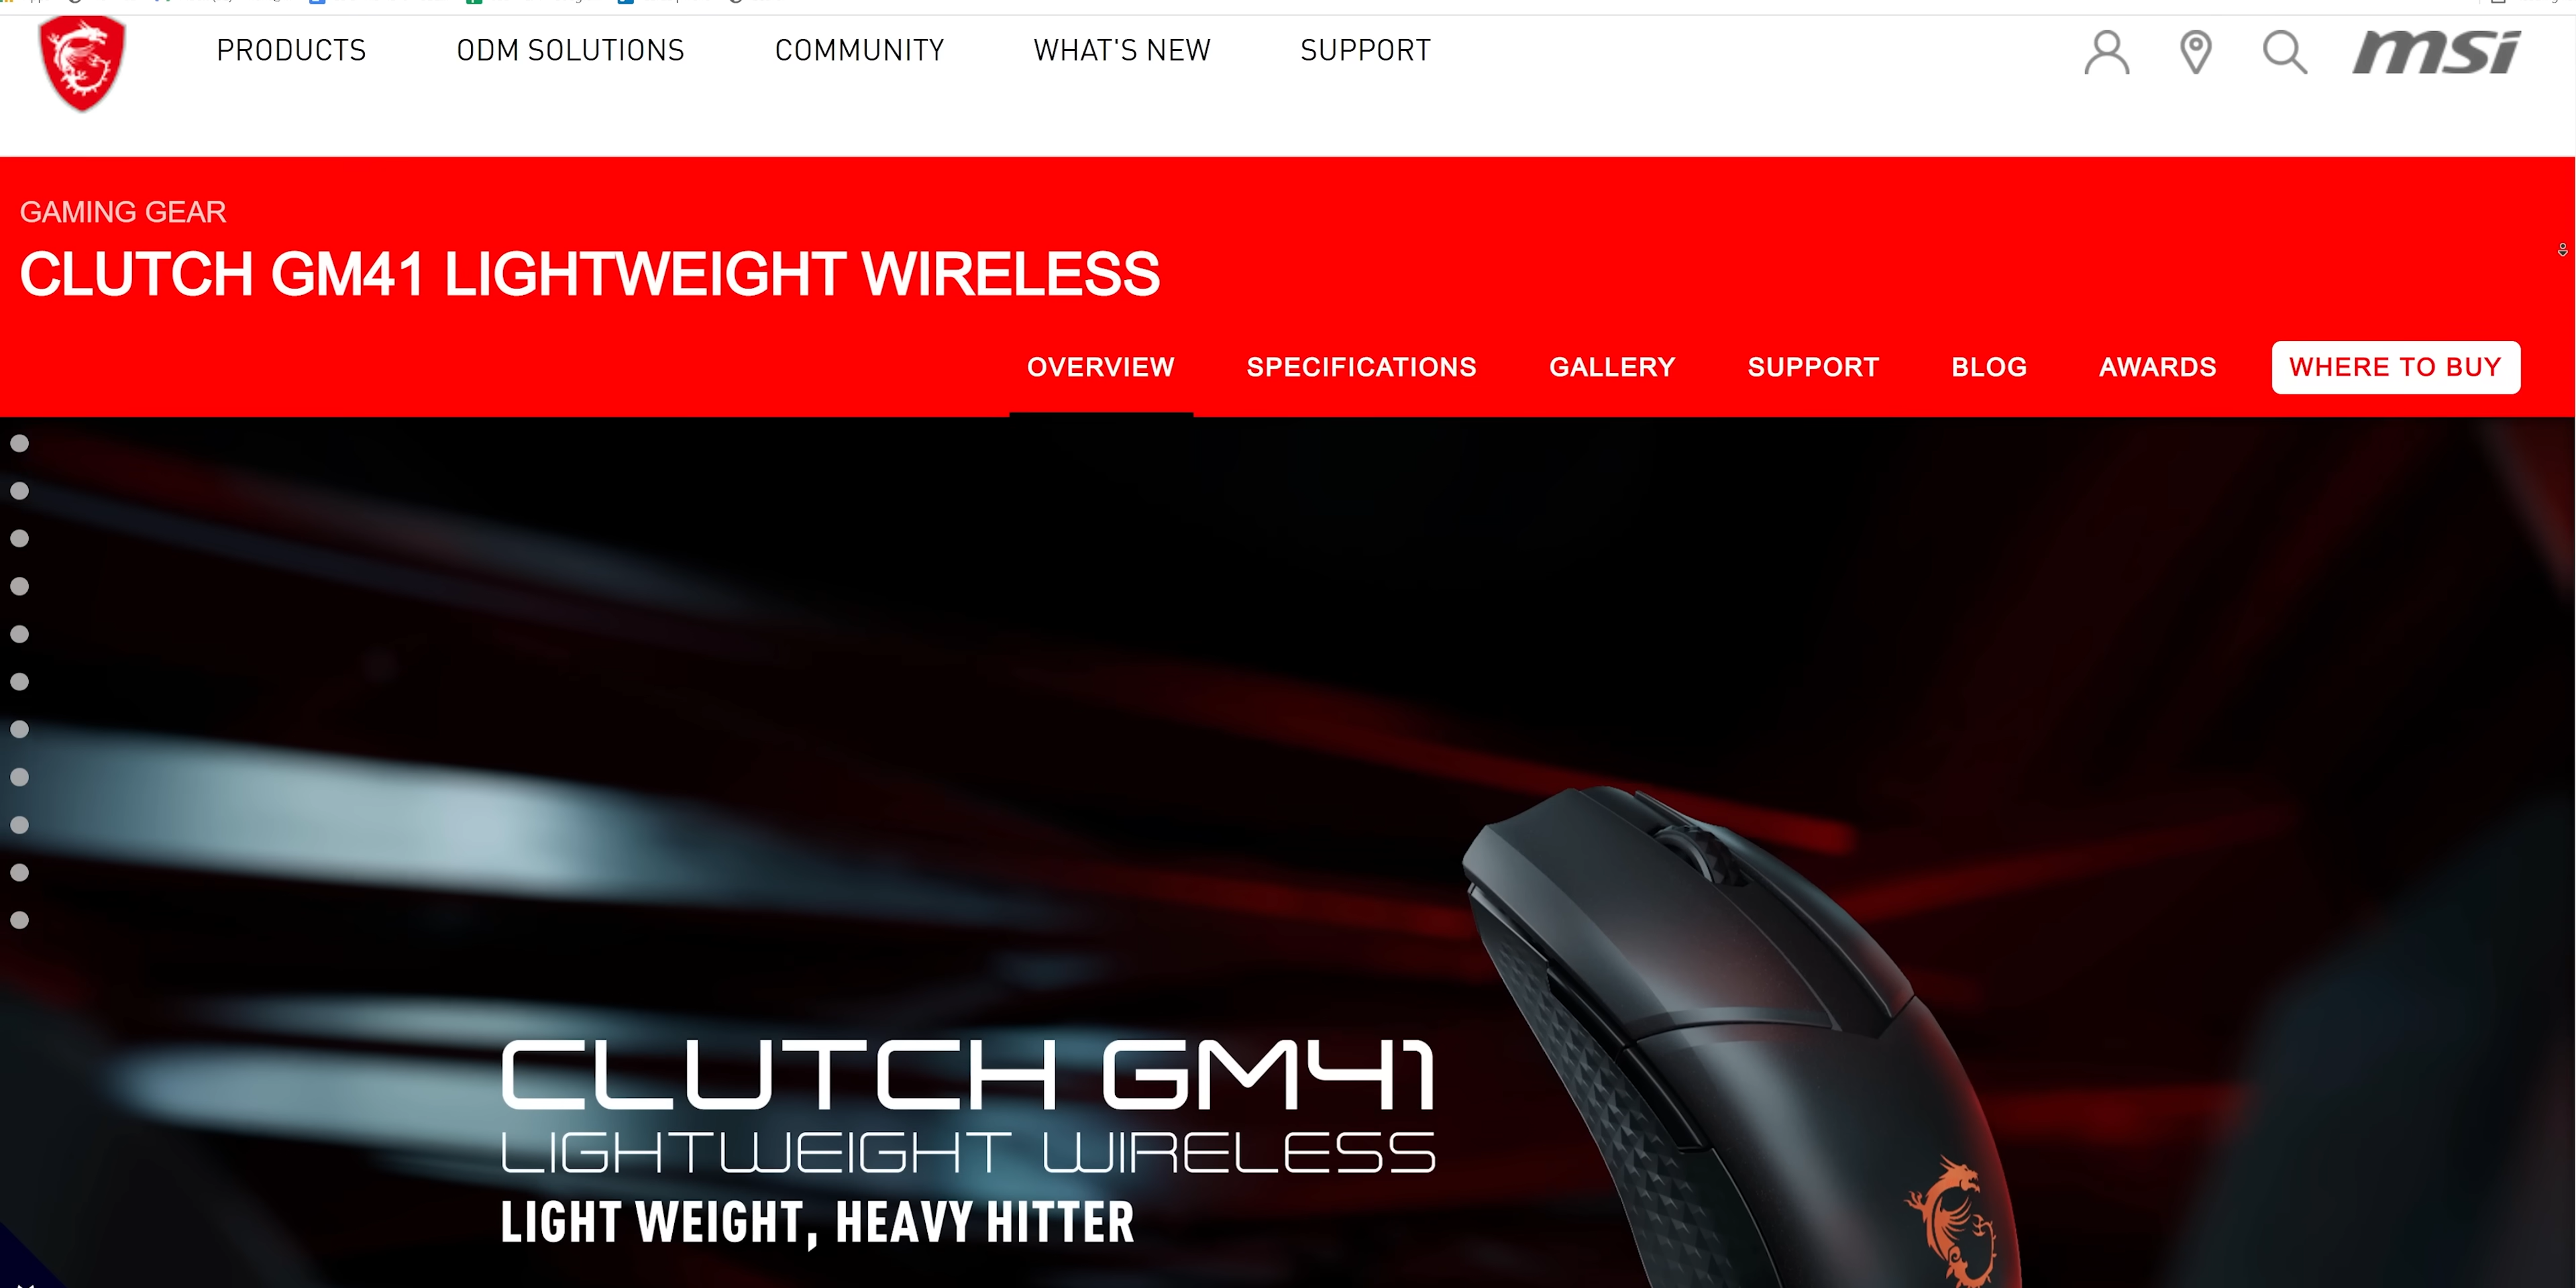 PRODUCTS ODM SOLUTIONS COMMUNITY WHAT'S NEW SUPPORT msi
GAMING GEAR
CLUTCH GM41 LIGHTWEIGHT WIRELESS
OVERVIEW SPECIFICATIONS GALLERY SUPPORT BLOG AWARDS WHERE TO BUY
CLUTCH GM41
LIGHTWEIGHT WIRELESS
LIGHT WEIGHT, HEAVY HITTER